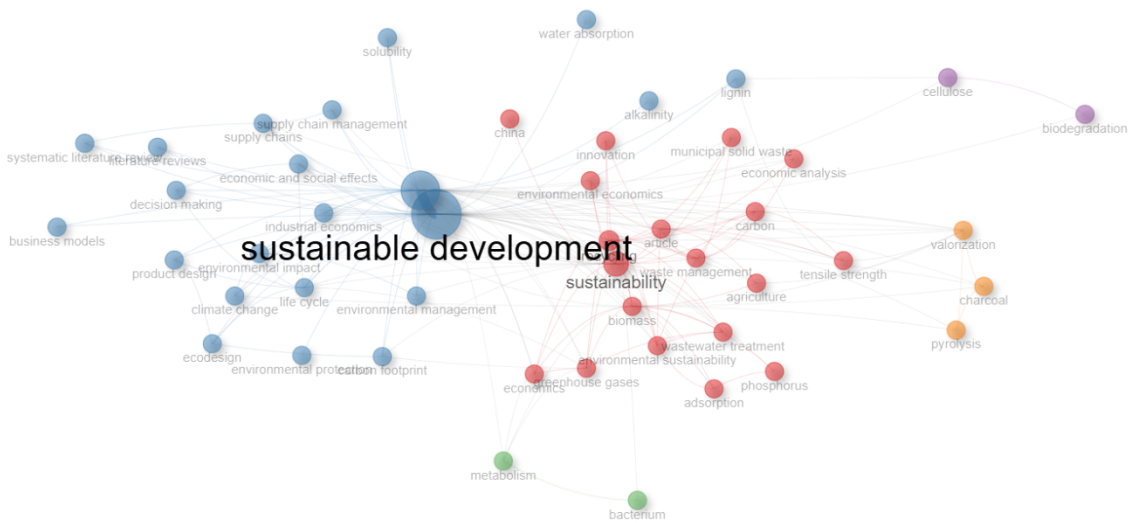 water absorption
solubility
lignin
cellulose
alkalinity
biodegradation
supply chain management
supply chains
china
innovation
municipal solid waste
systematic literature review
literature reviews
economic and social effects
economic analysis
decision making
environmental economics
industrial economics
carbon
business models
article
valorization
sustainable development
product design
environmental impact
waste management
tensile strength
sustainability
climate change
life cycle
environmental management
agriculture
charcoal
biomass
ecodesign
environmental protection
carbon footprint
environmental sustainability
wastewater treatment
pyrolysis
economics
greenhouse gases
phosphorus
adsorption
metabolism
bacterium